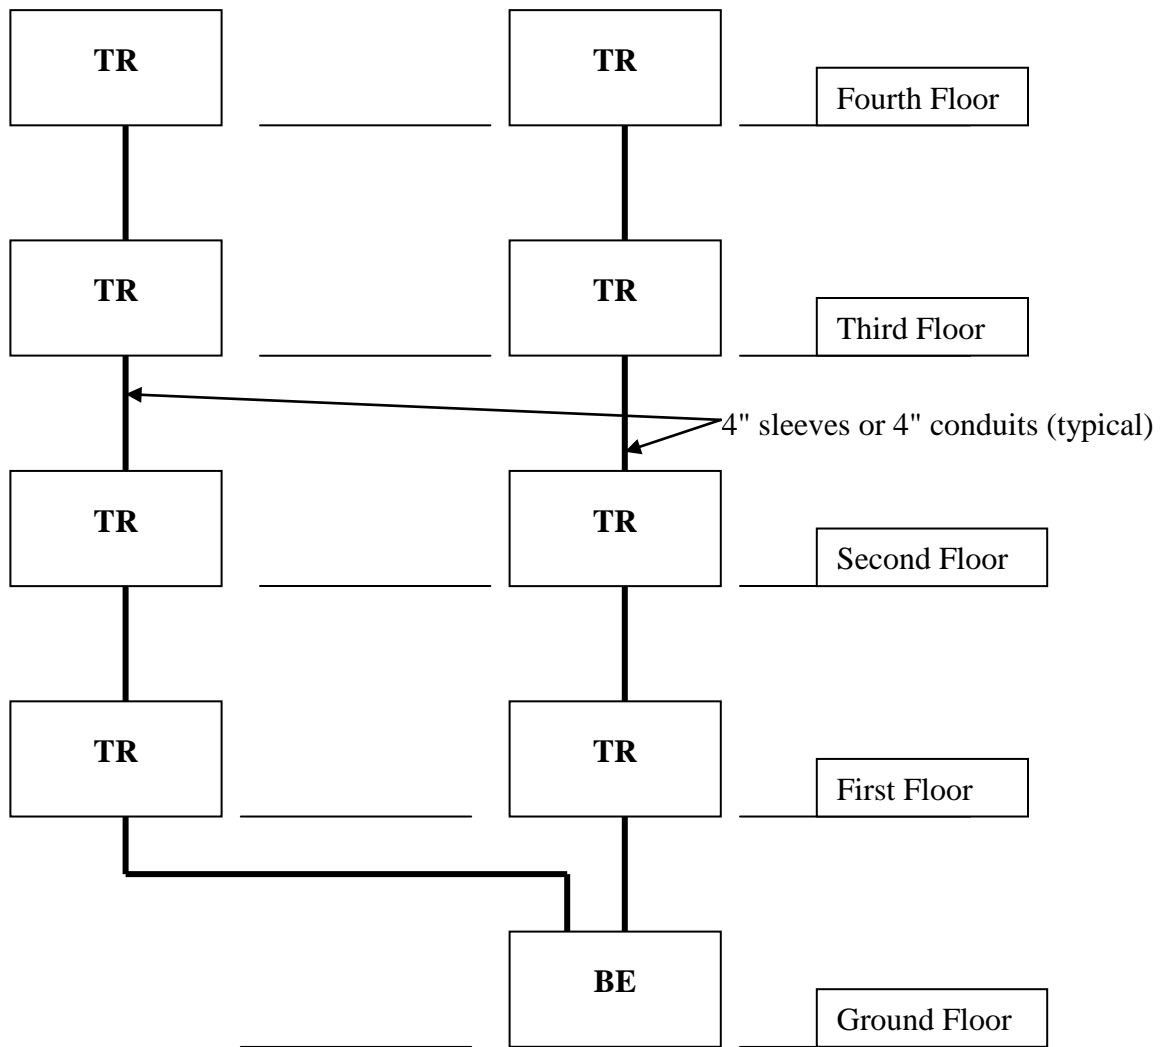 TR
TR
Fourth Floor
TR
TR
Third Floor
4" sleeves or 4" conduits (typical)
TR
TR
Second Floor
TR
TR
First Floor
BE
Ground Floor